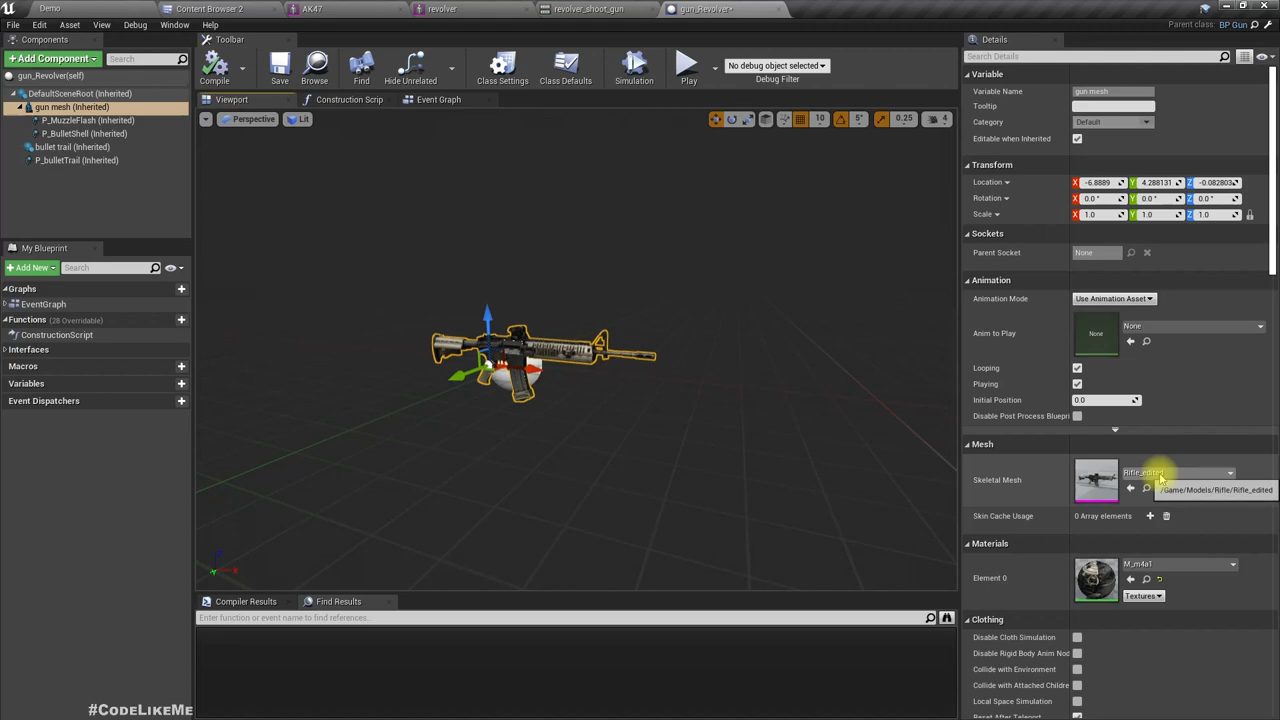 Demo
Content Browser 2
AK47
revolver
revolver_shoot_gun
gun_Revolver*
File
Edit
Asset
View
Debug
Window
Help
Parent class: BP Gun
Components
Toolbar
Details
+Add Component
Search
gun_Revolver(self)
DefaultSceneRoot (Inherited)
gun mesh (Inherited)
P_MuzzleFlash (Inherited)
P_BulletShell (Inherited)
bullet trail (Inherited)
P_bulletTrail (Inherited)
My Blueprint
+Add New
Search
Graphs
EventGraph
Functions (28 Overridable)
ConstructionScript
Interfaces
Macros
Variables
Event Dispatchers
Compile
Save
Browse
Find
Hide Unrelated
Class Settings
Class Defaults
Simulation
Play
No debug object selected
Debug Filter
Viewport
Construction Scrip
Event Graph
Perspective
Lit
10
5°
0.25
4
Compiler Results
Find Results
Enter function or event name to find references...
Search Details
Variable
Variable Name
gun mesh
Tooltip
Category
Default
Editable when Inherited
Transform
Location
X -6.8889
Y 4.288131
Z -0.082803
Rotation
X 0.0 °
Y 0.0 °
Z 0.0 °
Scale
X 1.0
Y 1.0
Z 1.0
Sockets
Parent Socket
None
Animation
Animation Mode
Use Animation Asset
Anim to Play
None
None
Looping
Playing
Initial Position
0.0
Disable Post Process Bluepri
Mesh
Skeletal Mesh
Rifle_edited
/Game/Models/Rifle/Rifle_edited
Skin Cache Usage
0 Array elements
Materials
Element 0
M_m4a1
Textures
Clothing
Disable Cloth Simulation
Disable Rigid Body Anim Nod
Collide with Environment
Collide with Attached Childre
Local Space Simulation
Reset After Teleport
#CodeLikeMe